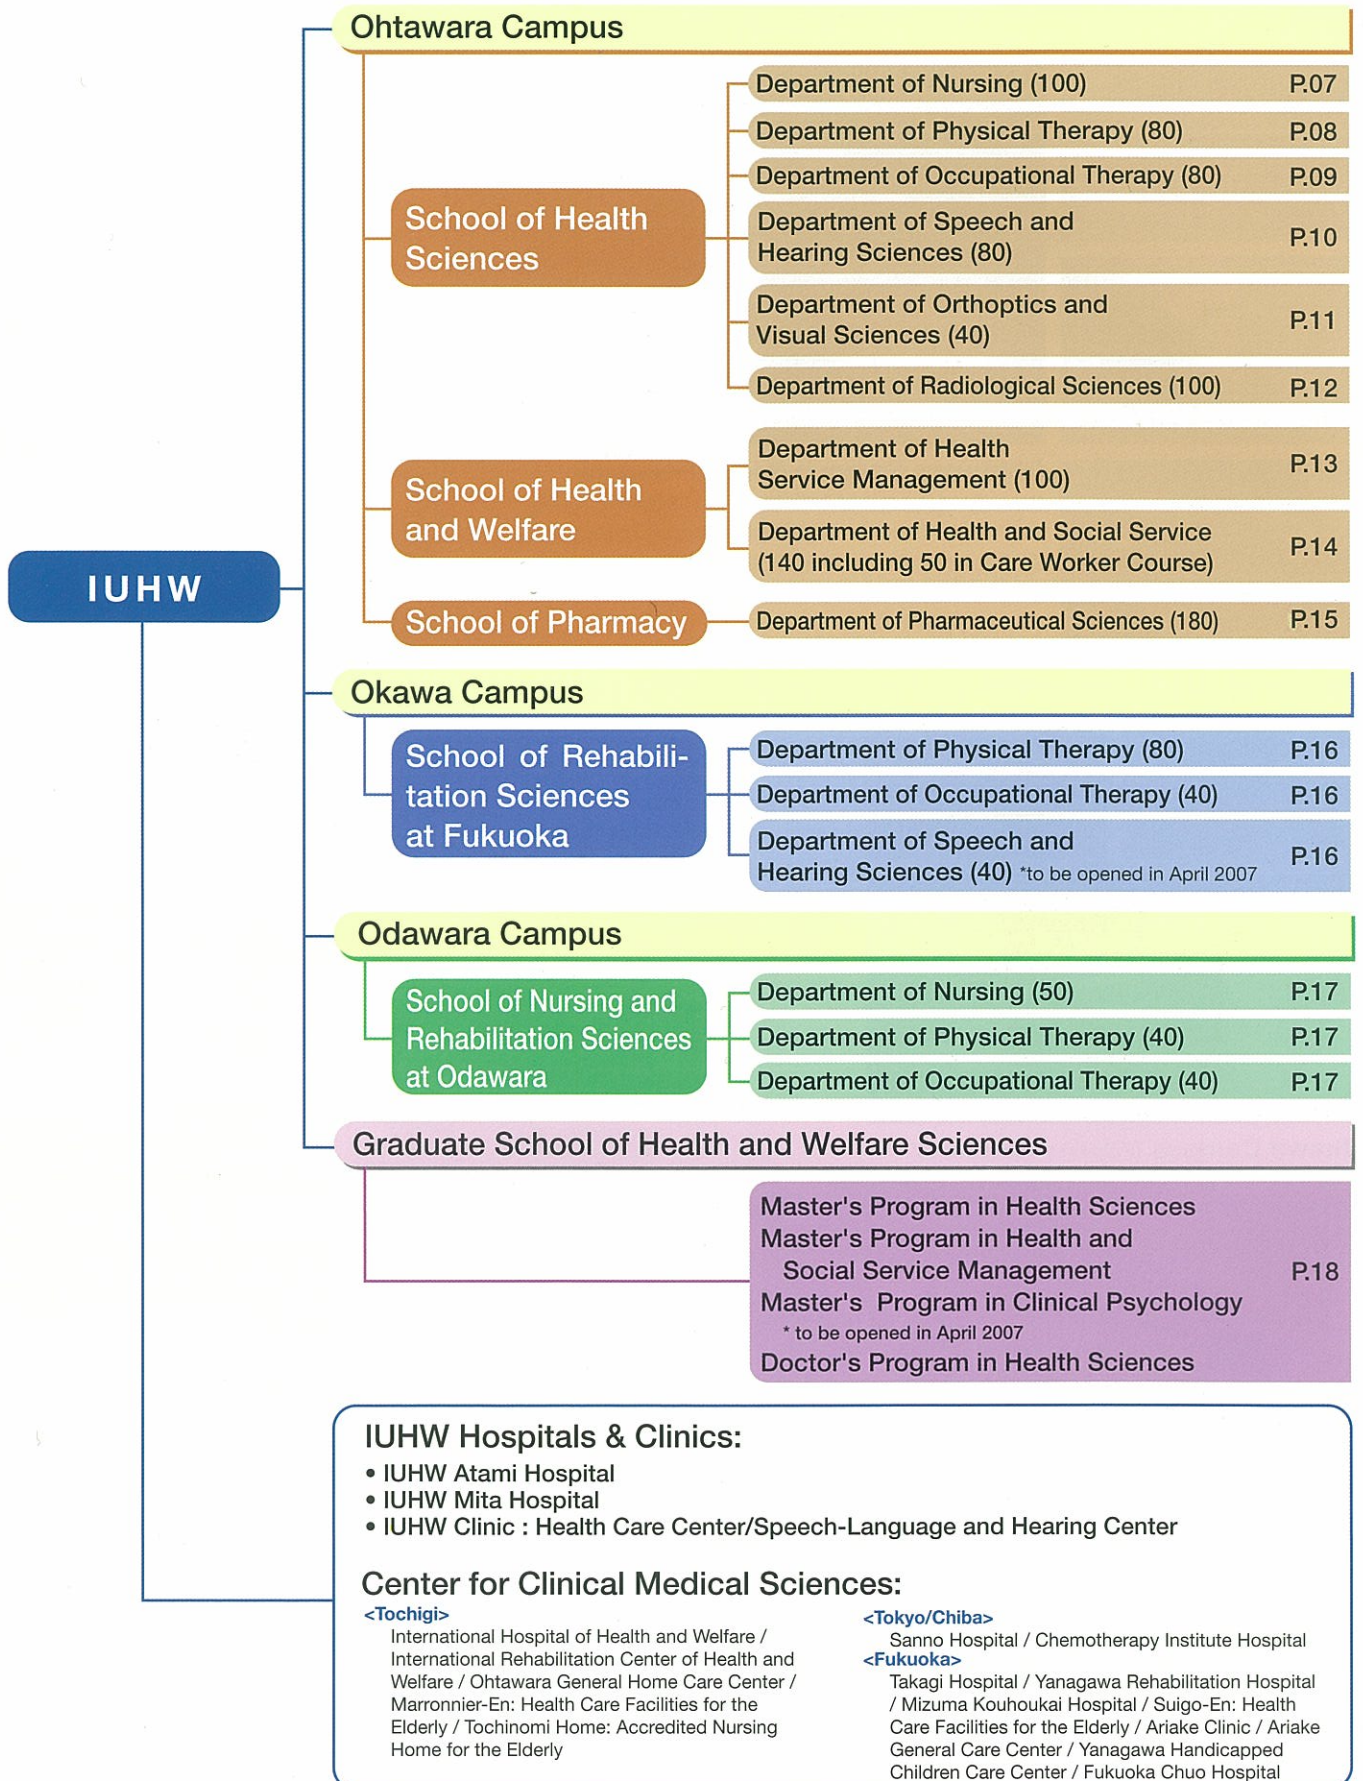 Ohtawara Campus
Department of Nursing (100) P.07
Department of Physical Therapy (80) P.08
Department of Occupational Therapy (80) P.09
School of Health
Sciences
Department of Speech and
Hearing Sciences (80) P.10
Department of Orthoptics and
Visual Sciences (40) P.11
Department of Radiological Sciences (100) P.12
School of Health
and Welfare
Department of Health
Service Management (100) P.13
Department of Health and Social Service
(140 including 50 in Care Worker Course) P.14
IUHW
School of Pharmacy
Department of Pharmaceutical Sciences (180) P.15
Okawa Campus
School of Rehabili-
tation Sciences
at Fukuoka
Department of Physical Therapy (80) P.16
Department of Occupational Therapy (40) P.16
Department of Speech and
Hearing Sciences (40) *to be opened in April 2007 P.16
Odawara Campus
School of Nursing and
Rehabilitation Sciences
at Odawara
Department of Nursing (50) P.17
Department of Physical Therapy (40) P.17
Department of Occupational Therapy (40) P.17
Graduate School of Health and Welfare Sciences
Master's Program in Health Sciences
Master's Program in Health and
Social Service Management P.18
Master's Program in Clinical Psychology
* to be opened in April 2007
Doctor's Program in Health Sciences
IUHW Hospitals & Clinics:
• IUHW Atami Hospital
• IUHW Mita Hospital
• IUHW Clinic : Health Care Center/Speech-Language and Hearing Center
Center for Clinical Medical Sciences:
<Tochigi>
International Hospital of Health and Welfare /
International Rehabilitation Center of Health and
Welfare / Ohtawara General Home Care Center /
Marronnier-En: Health Care Facilities for the
Elderly / Tochinomi Home: Accredited Nursing
Home for the Elderly
<Tokyo/Chiba>
Sanno Hospital / Chemotherapy Institute Hospital
<Fukuoka>
Takagi Hospital / Yanagawa Rehabilitation Hospital
/ Mizuma Kouhoukai Hospital / Suigo-En: Health
Care Facilities for the Elderly / Ariake Clinic / Ariake
General Care Center / Yanagawa Handicapped
Children Care Center / Fukuoka Chuo Hospital